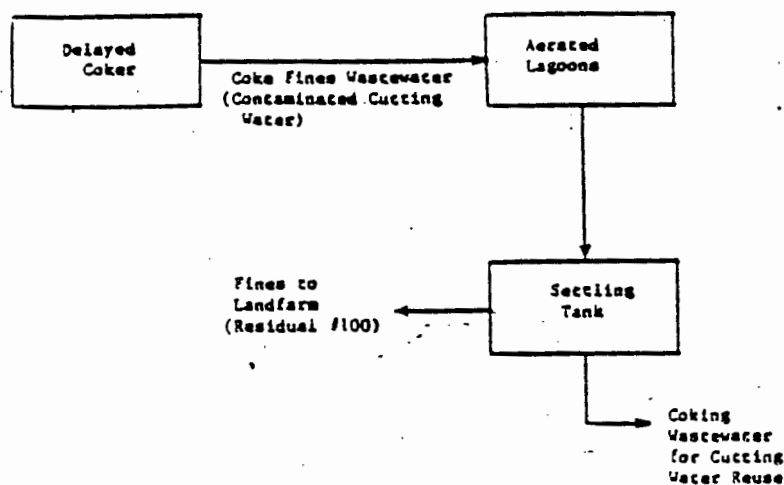 Delayed
Coker
Coke Fines Wastewater
(Contaminated Cutting
Water)
Aerated
Lagoons
Settling
Tank
Fines to
Landfarm
(Residual #100)
Coking
Wastewater
for Cutting
Water Reuse